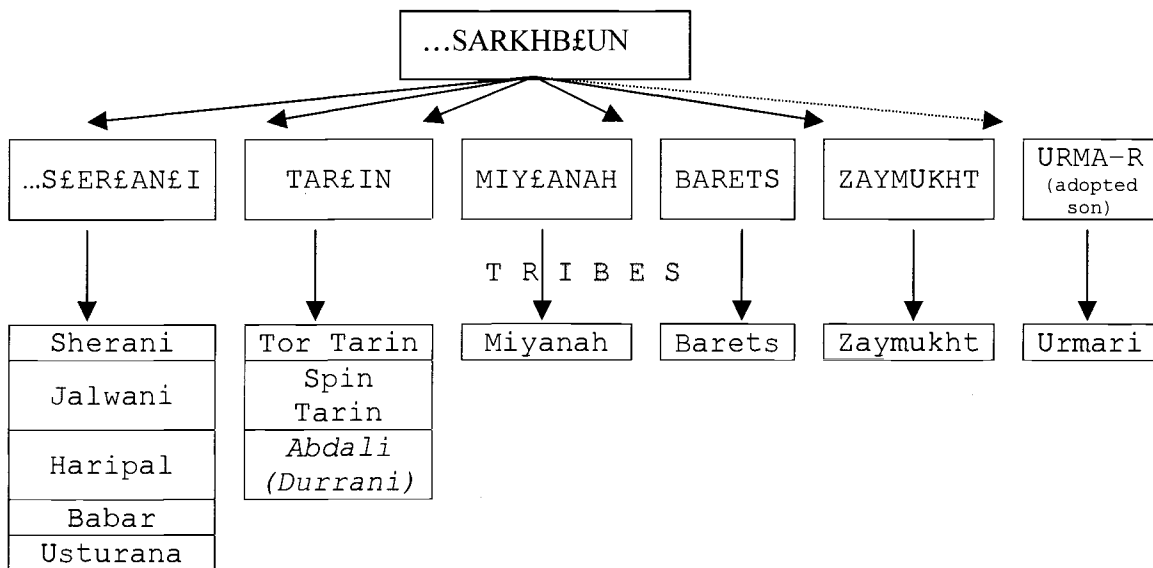 …SARKHB£UN
…S£ER£AN£I
TAR£IN
MIY£ANAH
BARETS
ZAYMUKHT
URMA-R
(adopted
son)
T R I B E S
Sherani
Jalwani
Haripal
Babar
Usturana
Tor Tarin
Spin
Tarin
Abdali
(Durrani)
Miyanah
Barets
Zaymukht
Urmari